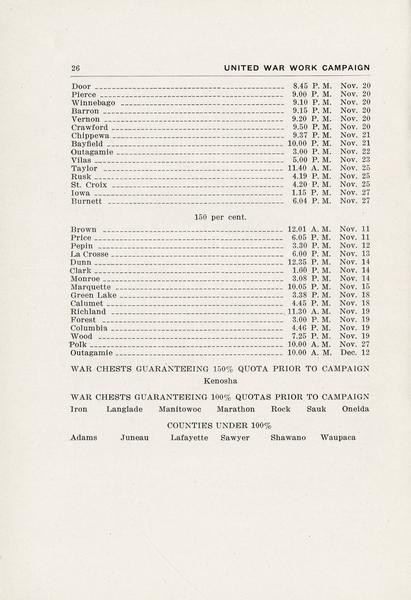 26 UNITED WAR WORK CAMPAIGN
Door 8.45 P. M. Nov. 20
Pierce 9.00 P. M. Nov. 20
Winnebago 9.10 P. M. Nov. 20
Barron 9.15 P. M. Nov. 20
Vernon 9.20 P. M. Nov. 20
Crawford 9.50 P. M. Nov. 20
Chippewa 9.37 P. M. Nov. 21
Bayfield 10.00 P. M. Nov. 21
Outagamie 3.00 P. M. Nov. 22
Vilas 5.00 P. M. Nov. 23
Taylor 11.40 A. M. Nov. 25
Rusk 4.19 P. M. Nov. 25
St. Croix 4.20 P. M. Nov. 25
Iowa 1.15 P. M. Nov. 27
Burnett 6.04 P. M. Nov. 27
150 per cent.
Brown 12.01 A. M. Nov. 11
Price 6.05 P. M. Nov. 11
Pepin 3.30 P. M. Nov. 12
La Crosse 6.00 P. M. Nov. 13
Dunn 12.35 P. M. Nov. 14
Clark 1.00 P. M. Nov. 14
Monroe 3.08 P. M. Nov. 14
Marquette 10.05 P. M. Nov. 15
Green Lake 3.38 P. M. Nov. 18
Calumet 4.45 P. M. Nov. 18
Richland 11.30 A. M. Nov. 19
Forest 3.00 P. M. Nov. 19
Columbia 4.46 P. M. Nov. 19
Wood 7.25 P. M. Nov. 19
Polk 10.00 A. M. Nov. 27
Outagamie 10.00 A. M. Dec. 12
WAR CHESTS GUARANTEEING 150% QUOTA PRIOR TO CAMPAIGN
Kenosha
WAR CHESTS GUARANTEEING 100% QUOTAS PRIOR TO CAMPAIGN
Iron Langlade Manitowoc Marathon Rock Sauk Oneida
COUNTIES UNDER 100%
Adams Juneau Lafayette Sawyer Shawano Waupaca